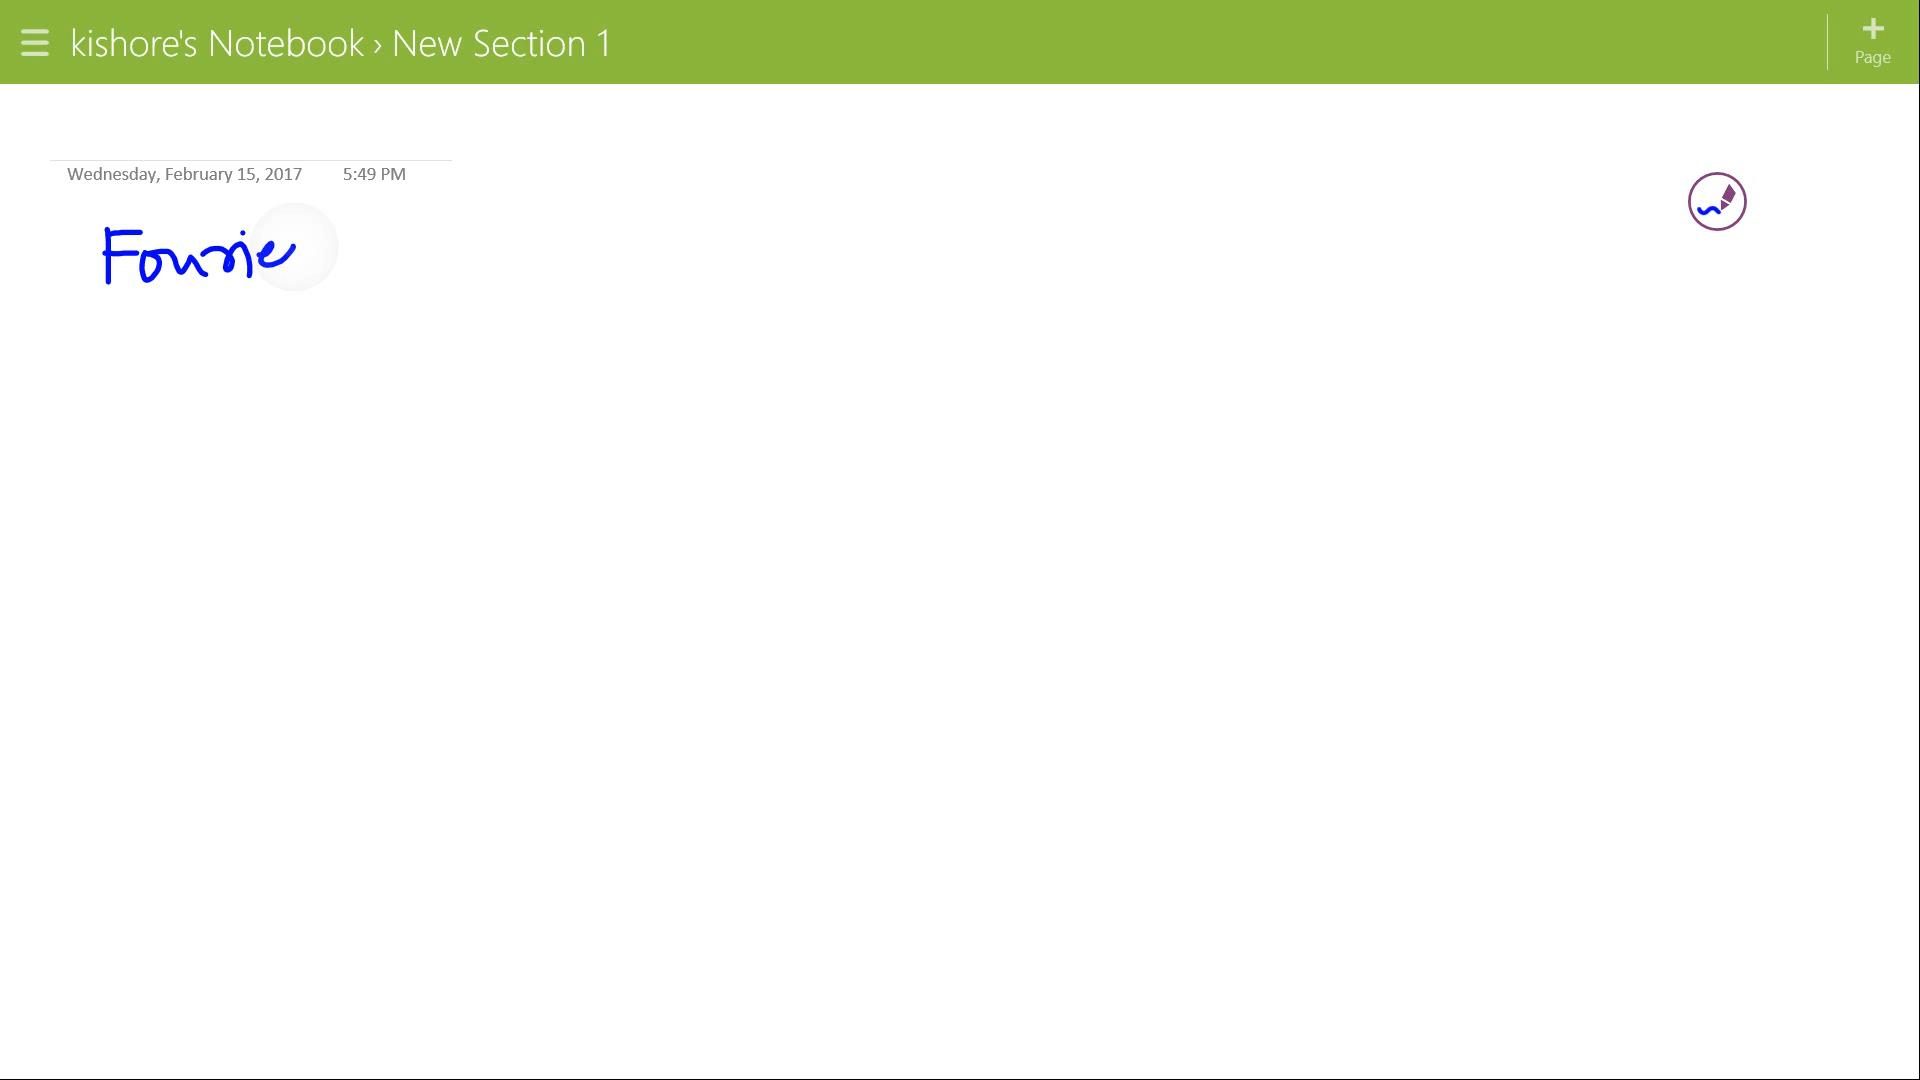 kishore's Notebook › New Section 1
Page
Wednesday, February 15, 2017 5:49 PM
Fourie